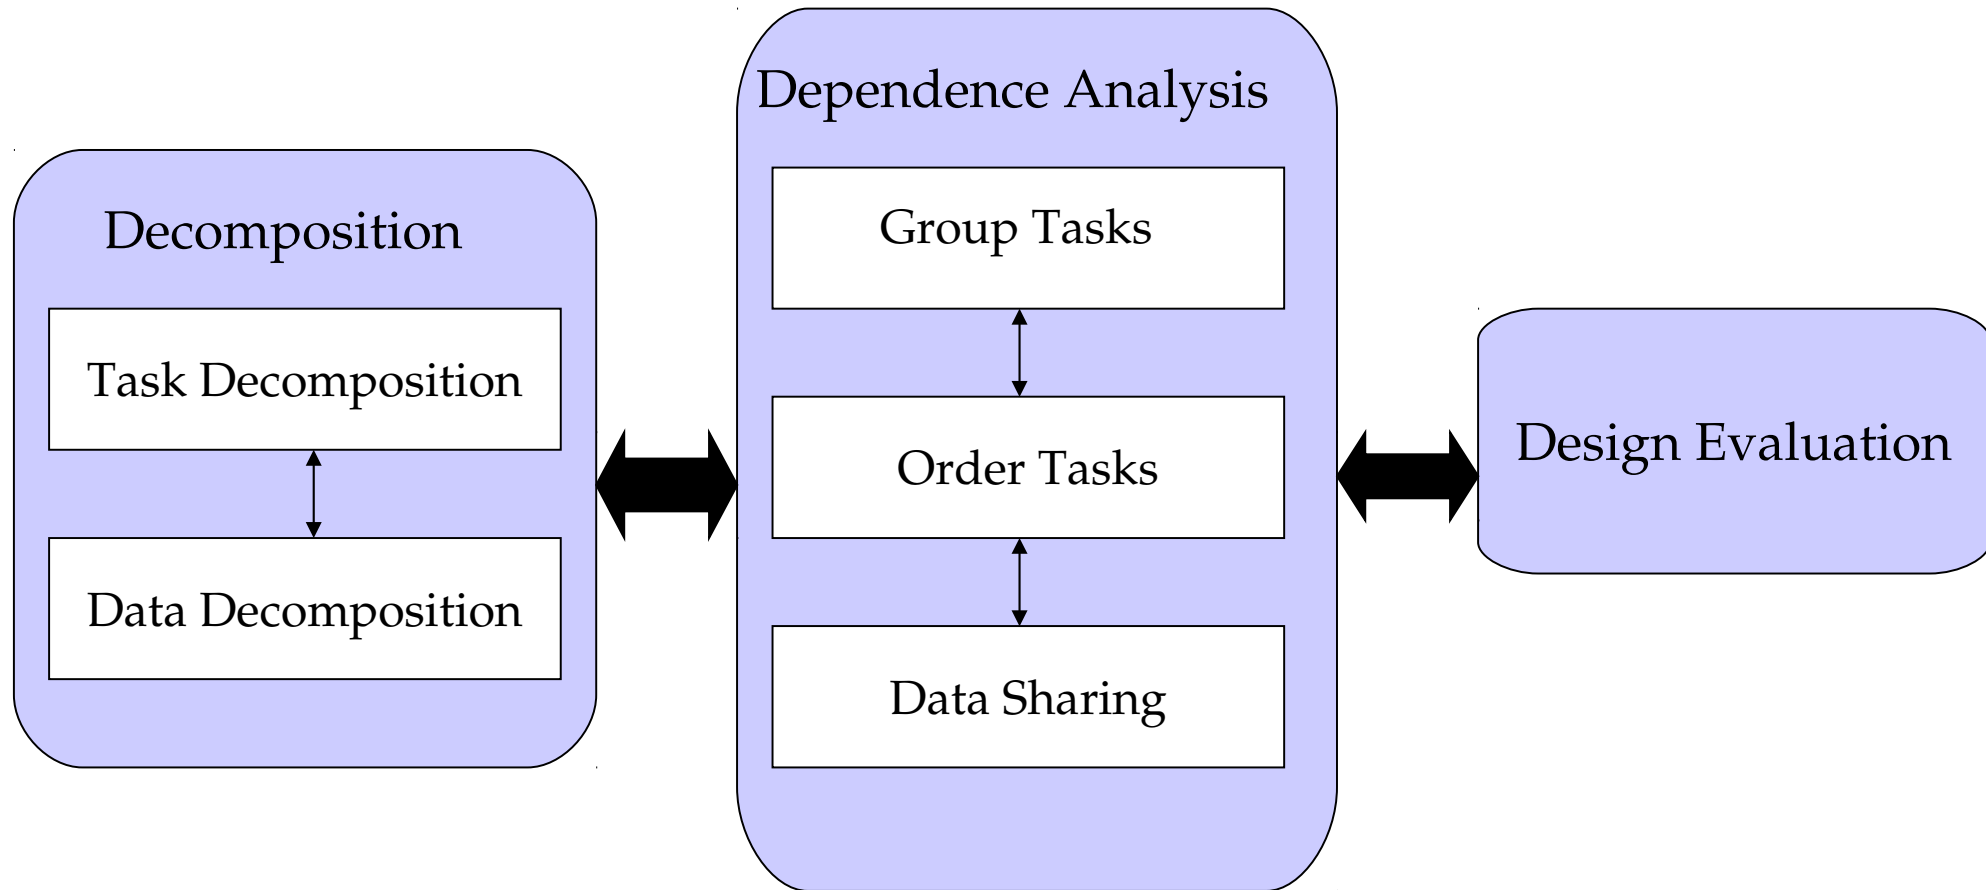 Decomposition
Task Decomposition
Data Decomposition
Dependence Analysis
Group Tasks
Order Tasks
Data Sharing
Design Evaluation